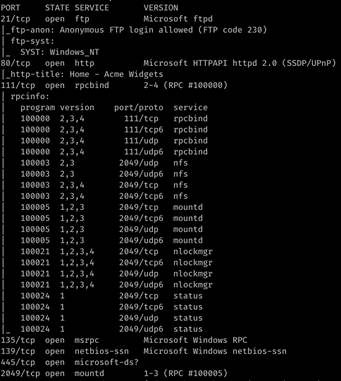 PORT STATE SERVICE VERSION
21/tcp open ftp Microsoft ftpd
|_ftp-anon: Anonymous FTP login allowed (FTP code 230)
| ftp-syst:
|_ SYST: Windows_NT
80/tcp open http Microsoft HTTPAPI httpd 2.0 (SSDP/UPnP)
|_http-title: Home - Acme Widgets
111/tcp open rpcbind 2-4 (RPC #100000)
| rpcinfo:
| program version port/proto service
| 100000 2,3,4 111/tcp rpcbind
| 100000 2,3,4 111/tcp6 rpcbind
| 100000 2,3,4 111/udp rpcbind
| 100000 2,3,4 111/udp6 rpcbind
| 100003 2,3 2049/udp nfs
| 100003 2,3 2049/udp6 nfs
| 100003 2,3,4 2049/tcp nfs
| 100003 2,3,4 2049/tcp6 nfs
| 100005 1,2,3 2049/tcp mountd
| 100005 1,2,3 2049/tcp6 mountd
| 100005 1,2,3 2049/udp mountd
| 100005 1,2,3 2049/udp6 mountd
| 100021 1,2,3,4 2049/tcp nlockmgr
| 100021 1,2,3,4 2049/tcp6 nlockmgr
| 100021 1,2,3,4 2049/udp nlockmgr
| 100021 1,2,3,4 2049/udp6 nlockmgr
| 100024 1 2049/tcp status
| 100024 1 2049/tcp6 status
| 100024 1 2049/udp status
|_ 100024 1 2049/udp6 status
135/tcp open msrpc Microsoft Windows RPC
139/tcp open netbios-ssn Microsoft Windows netbios-ssn
445/tcp open microsoft-ds?
2049/tcp open mountd 1-3 (RPC #100005)